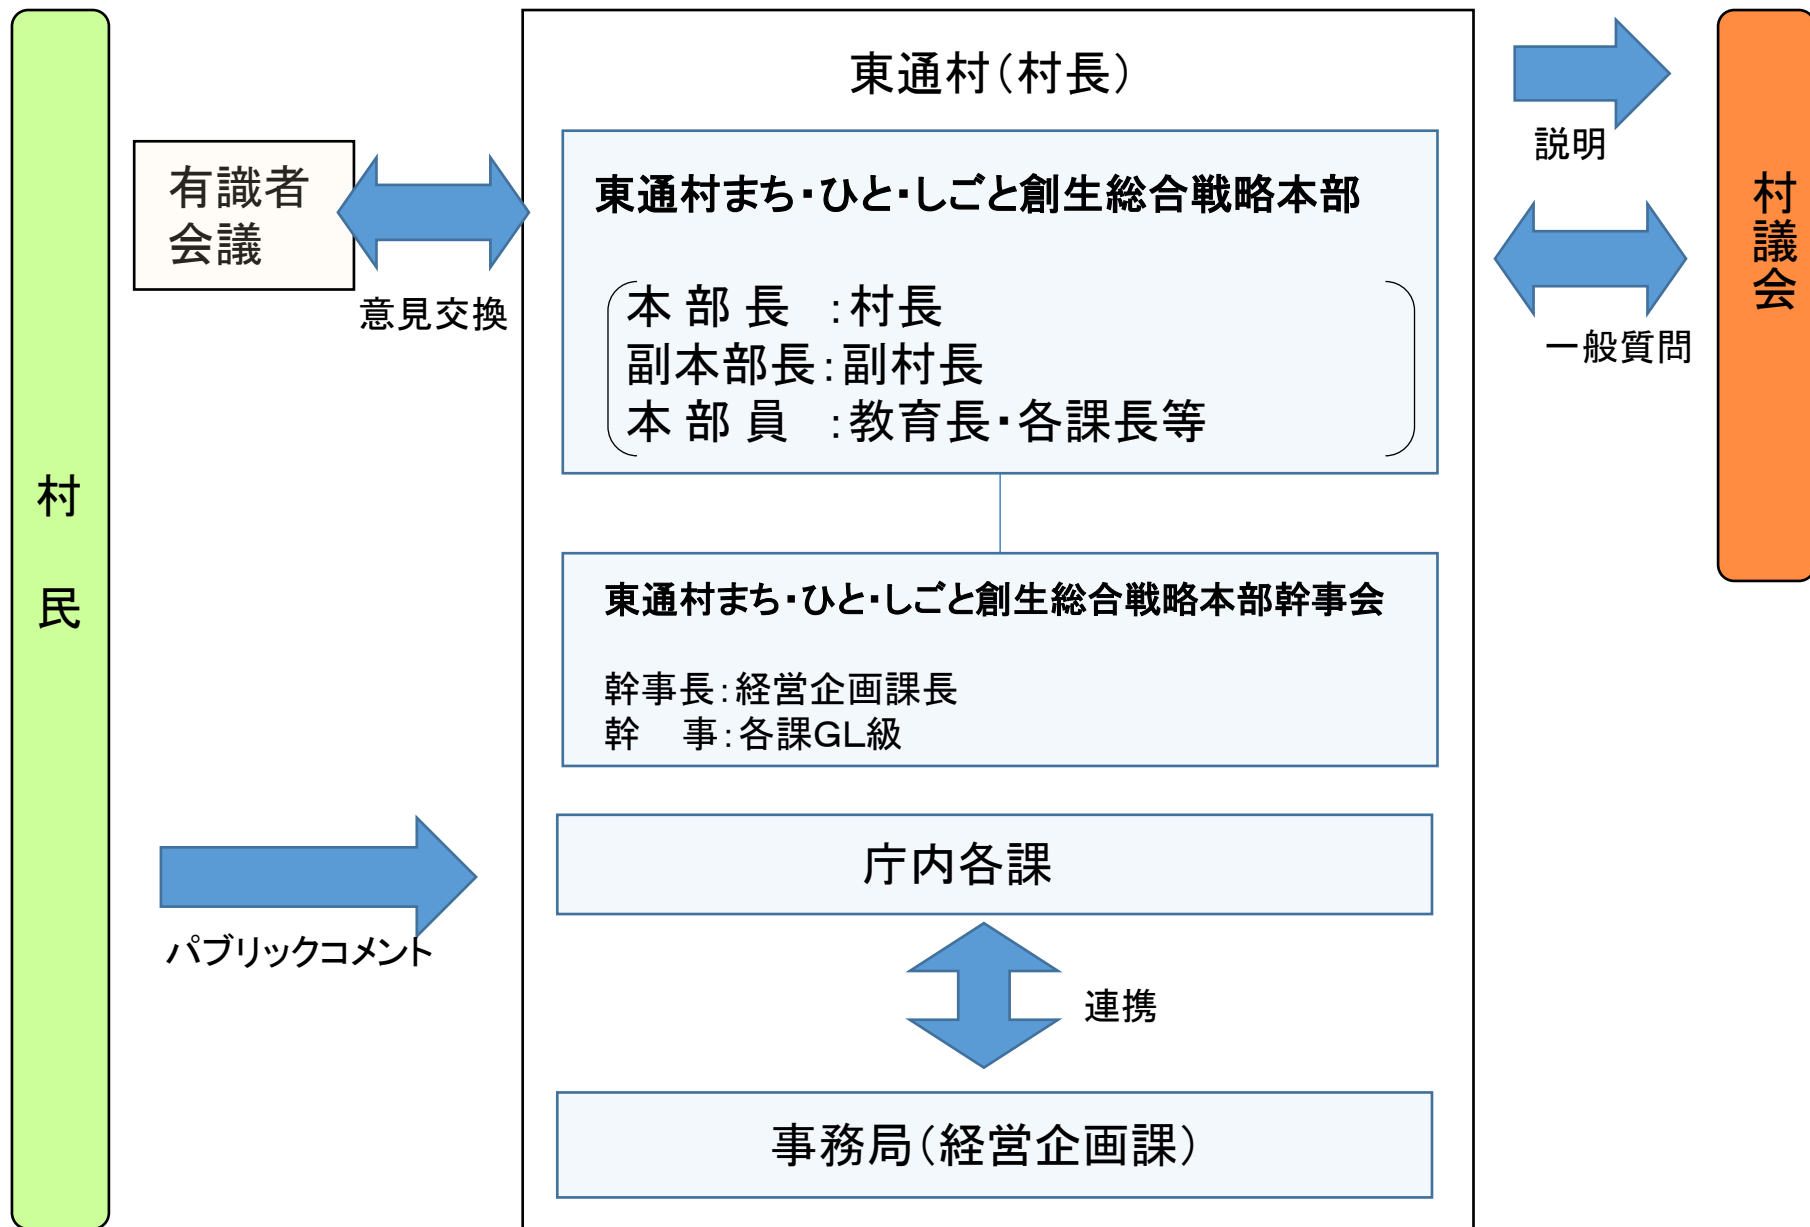 村民
有識者
会議
意見交換
パブリックコメント
東通村（村長）
東通村まち・ひと・しごと創生総合戦略本部
本 部 長　：村長
副本部長：副村長
本 部 員　：教育長・各課長等
東通村まち・ひと・しごと創生総合戦略本部幹事会
幹事長：経営企画課長
幹　事：各課GL級
庁内各課
連携
事務局（経営企画課）
説明
一般質問
村議会